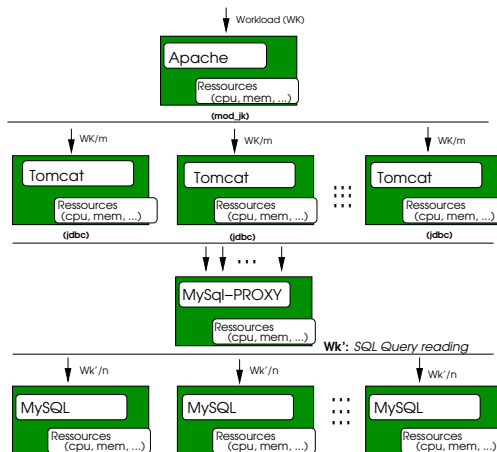 Workload (WK)
Apache
Ressources
(cpu, mem, ...)
(mod_jk)
WK/m
WK/m
WK/m
Tomcat
Tomcat
Tomcat
Ressources
(cpu, mem, ...)
Ressources
(cpu, mem, ...)
Ressources
(cpu, mem, ...)
(jdbc)
(jdbc)
(jdbc)
...
MySql–PROXY
Ressources
(cpu, mem, ...)
Wk': SQL Query reading
Wk'/n
Wk'/n
Wk'/n
MySQL
MySQL
MySQL
Ressources
(cpu, mem, ...)
Ressources
(cpu, mem, ...)
Ressources
(cpu, mem, ...)